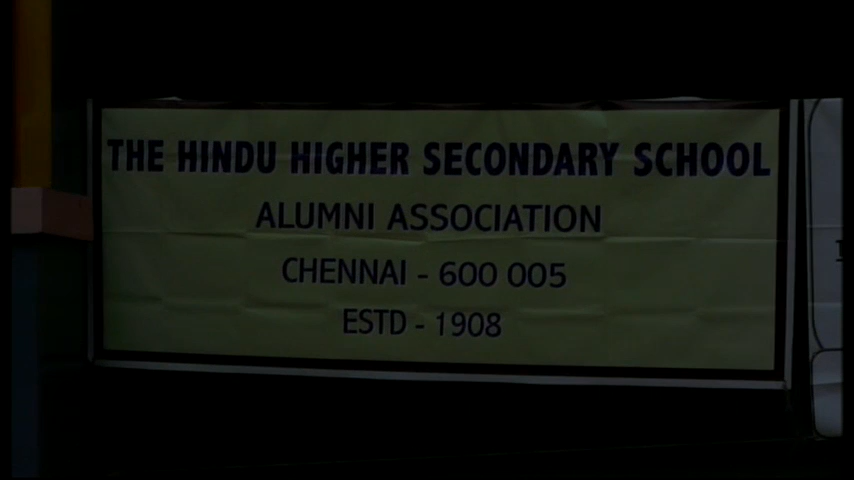 THE HINDU HIGHER SECONDARY SCHOOL
ALUMNI ASSOCIATION
CHENNAI - 600 005
ESTD - 1908